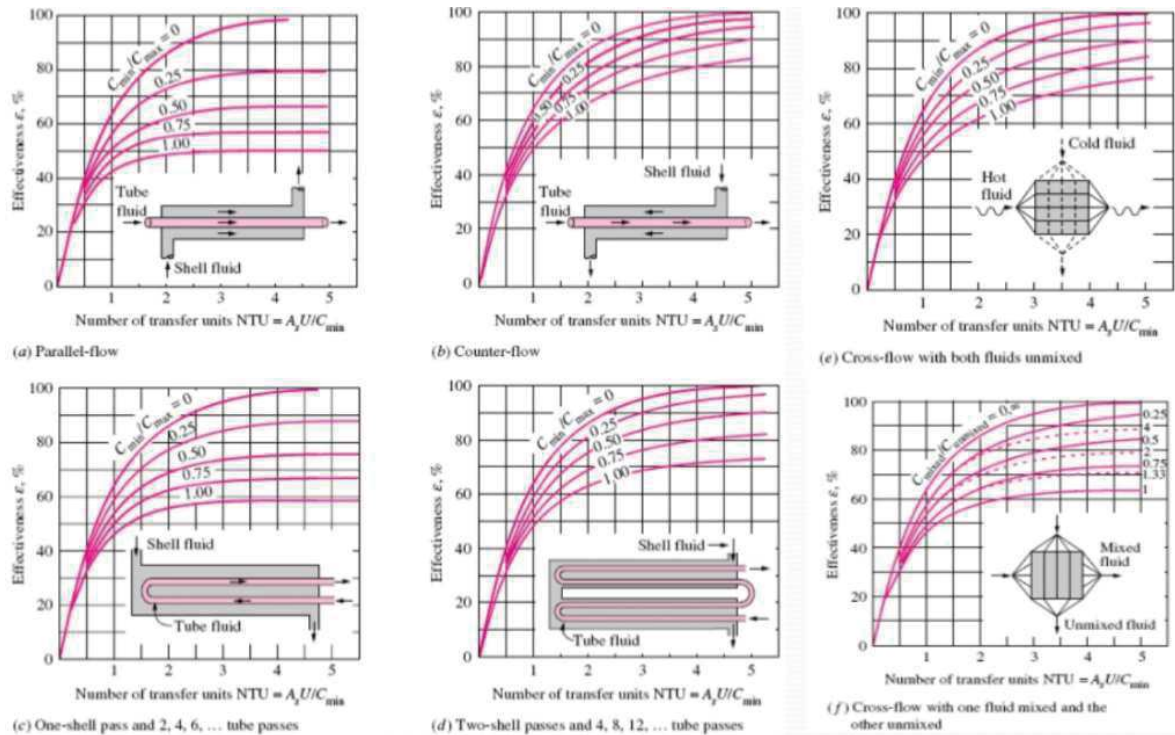 100
80
60
40
20
0
Effectiveness ε, %
Cmin/Cmax = 0
0.25
0.50
0.75
1.00
Tube
fluid
Shell fluid
1
2
3
4
5
Number of transfer units NTU = AsU/Cmin
(a) Parallel-flow
100
80
60
40
20
0
Effectiveness ε, %
Cmin/Cmax = 0
0.25
0.50
0.75
1.00
Shell fluid
Tube
fluid
1
2
3
4
5
Number of transfer units NTU = AsU/Cmin
(b) Counter-flow
100
80
60
40
20
0
Effectiveness ε, %
Cmin/Cmax = 0
0.25
0.50
0.75
1.00
Cold fluid
Hot
fluid
1
2
3
4
5
Number of transfer units NTU = AsU/Cmin
(e) Cross-flow with both fluids unmixed
100
80
60
40
20
0
Effectiveness ε, %
Cmin/Cmax = 0
0.25
0.50
0.75
1.00
Shell fluid
Tube fluid
1
2
3
4
5
Number of transfer units NTU = AsU/Cmin
(c) One-shell pass and 2, 4, 6, … tube passes
100
80
60
40
20
0
Effectiveness ε, %
Cmin/Cmax = 0
0.25
0.50
0.75
1.00
Shell fluid
Tube fluid
1
2
3
4
5
Number of transfer units NTU = AsU/Cmin
(d) Two-shell passes and 4, 8, 12, … tube passes
100
80
60
40
20
0
Effectiveness ε, %
Cmixed/Cunmixed = 0,∞
0.25
4
0.5
2
0.75
1.33
1
Mixed
fluid
Unmixed fluid
1
2
3
4
5
Number of transfer units NTU = AsU/Cmin
(f) Cross-flow with one fluid mixed and the
other unmixed